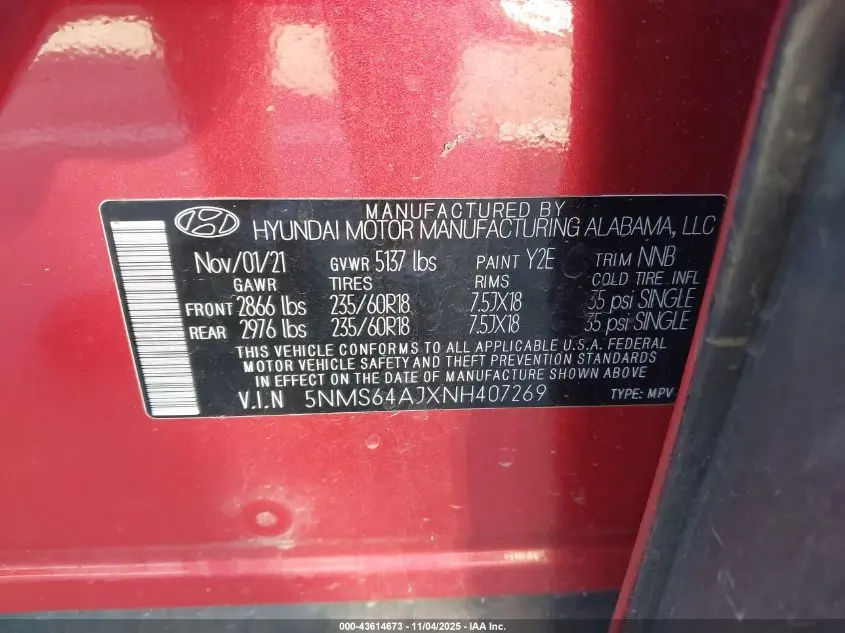 MANUFACTURED BY
HYUNDAI MOTOR MANUFACTURING ALABAMA, LLC
Nov/01/21 GVWR 5137 lbs PAINT Y2E TRIM NNB
GAWR TIRES RIMS COLD TIRE INFL
FRONT 2866 lbs 235/60R18 7.5JX18 35 psi SINGLE
REAR 2976 lbs 235/60R18 7.5JX18 35 psi SINGLE
THIS VEHICLE CONFORMS TO ALL APPLICABLE U.S.A. FEDERAL
MOTOR VEHICLE SAFETY AND THEFT PREVENTION STANDARDS
IN EFFECT ON THE DATE OF MANUFACTURE SHOWN ABOVE
V.I.N 5NMS64AJXNH407269 TYPE: MPV
000-43614673 - 11/04/2025 - IAA Inc.